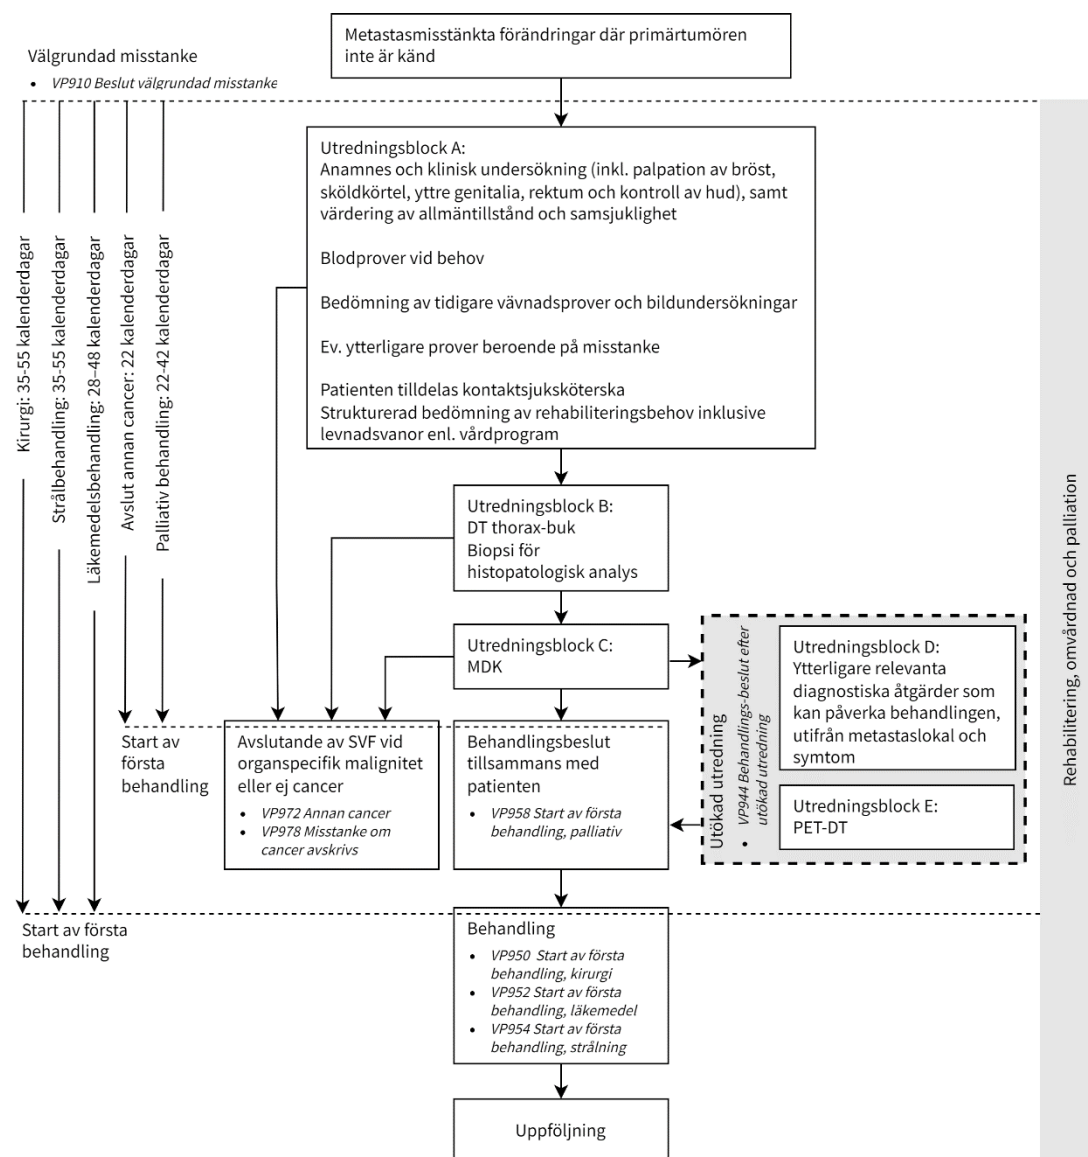 Metastasmisstänkta förändringar där primärtumören
inte är känd
Välgrundad misstanke
• VP910 Beslut välgrundad misstanke
Kirurgi: 35-55 kalenderdagar
Strålbehandling: 35-55 kalenderdagar
Läkemedelsbehandling: 28–48 kalenderdagar
Avslut annan cancer: 22 kalenderdagar
Palliativ behandling: 22-42 kalenderdagar
Utredningsblock A:
Anamnes och klinisk undersökning (inkl. palpation av bröst,
sköldkörtel, yttre genitalia, rektum och kontroll av hud), samt
värdering av allmäntillstånd och samsjuklighet
Blodprover vid behov
Bedömning av tidigare vävnadsprover och bildundersökningar
Ev. ytterligare prover beroende på misstanke
Patienten tilldelas kontaktsjuksköterska
Strukturerad bedömning av rehabiliteringsbehov inklusive
levnadsvanor enl. vårdprogram
Utredningsblock B:
DT thorax-buk
Biopsi för
histopatologisk analys
Utredningsblock C:
MDK
Utökad utredning
• VP944 Behandlings-beslut efter
utökad utredning
Utredningsblock D:
Ytterligare relevanta
diagnostiska åtgärder som
kan påverka behandlingen,
utifrån metastaslokal och
symtom
Utredningsblock E:
PET-DT
Start av
första
behandling
Avslutande av SVF vid
organspecifik malignitet
eller ej cancer
• VP972 Annan cancer
• VP978 Misstanke om
cancer avskrivs
Behandlingsbeslut
tillsammans med
patienten
• VP958 Start av första
behandling, palliativ
Start av första
behandling
Behandling
• VP950 Start av första
behandling, kirurgi
• VP952 Start av första
behandling, läkemedel
• VP954 Start av första
behandling, strålning
Uppföljning
Rehabilitering, omvårdnad och palliation